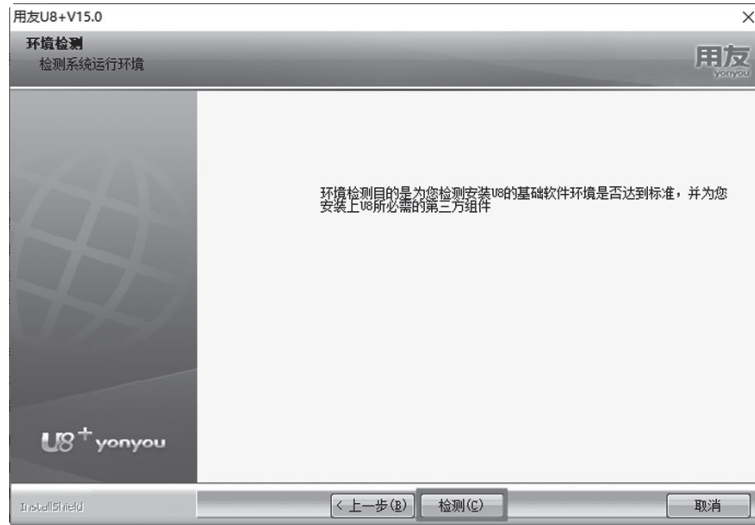 用友U8+V15.0
环境检测
检测系统运行环境
用友
yonyou
环境检测目的是为您检测安装U8的基础软件环境是否达到标准，并为您
安装上U8所必需的第三方组件
U8+ yonyou
InstallShield
< 上一步(B)
检测(C)
取消